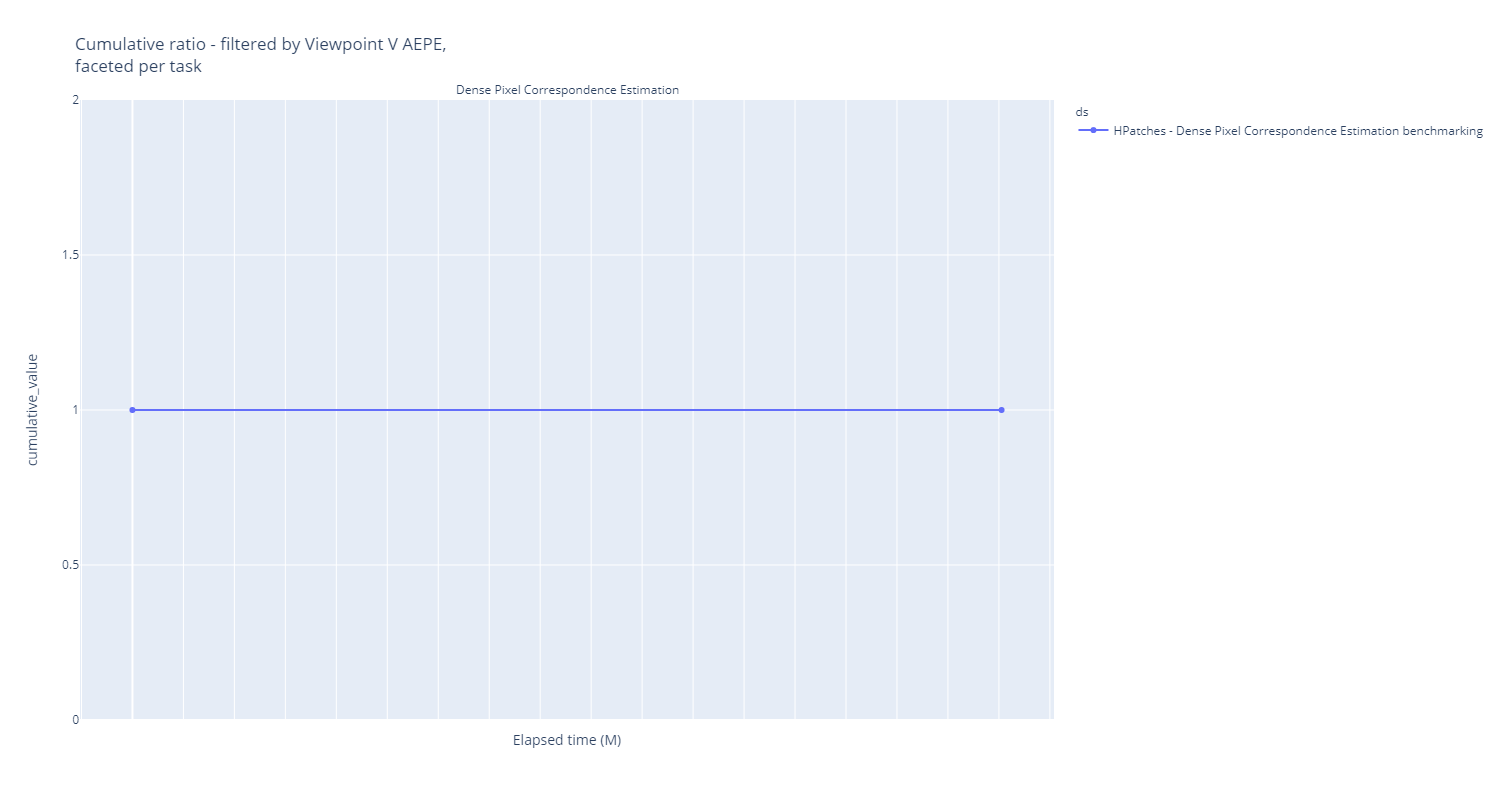 Cumulative ratio - filtered by Viewpoint V AEPE,
faceted per task
Dense Pixel Correspondence Estimation
2
1.5
1
0.5
0
cumulative_value
Elapsed time (M)
ds
HPatches - Dense Pixel Correspondence Estimation benchmarking